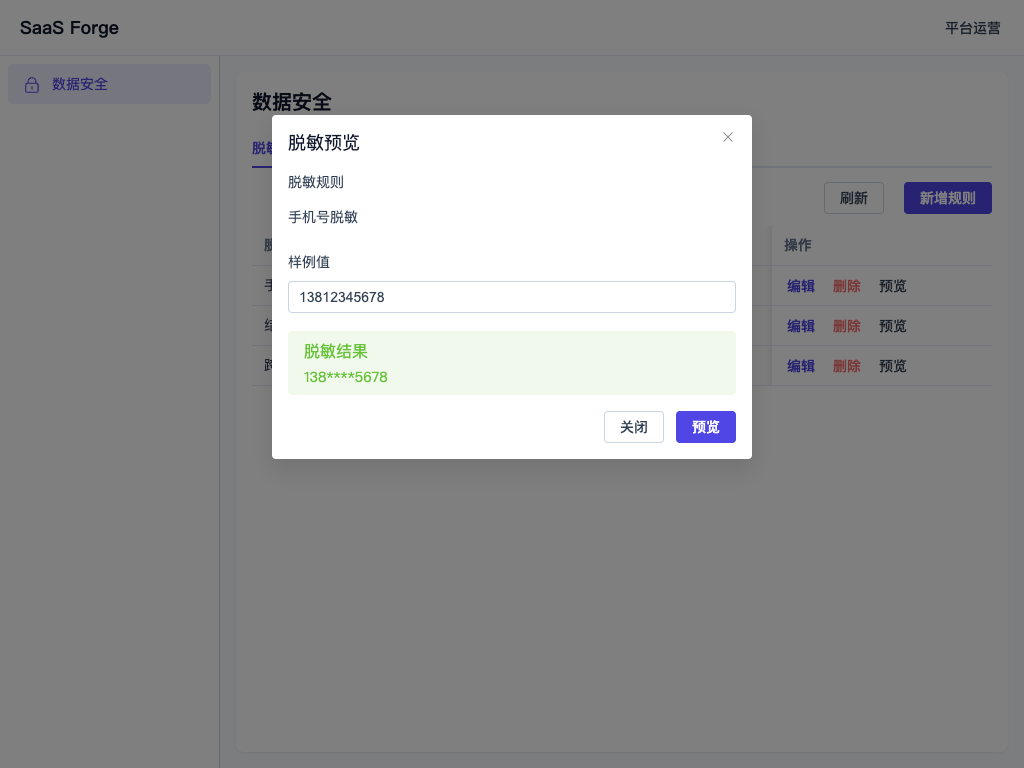 SaaS Forge
平台运营
数据安全
数据安全
脱敏预览
脱敏规则
手机号脱敏
样例值
13812345678
脱敏结果
138****5678
关闭
预览
刷新
新增规则
操作
编辑 删除 预览
编辑 删除 预览
编辑 删除 预览